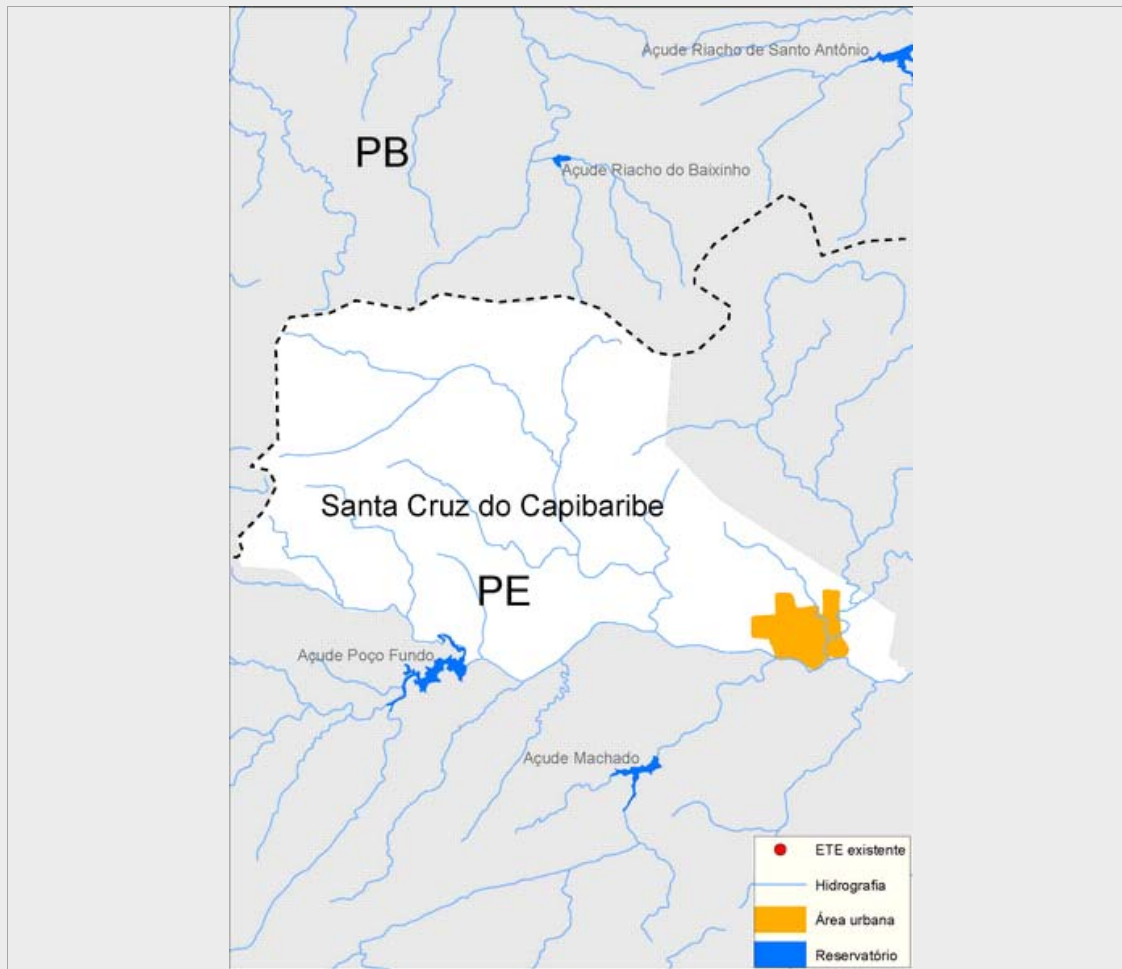 Açude Riacho de Santo Antônio
PB
Açude Riacho do Baixinho
Santa Cruz do Capibaribe
PE
Açude Poço Fundo
Açude Machado
ETE existente
Hidrografia
Área urbana
Reservatório